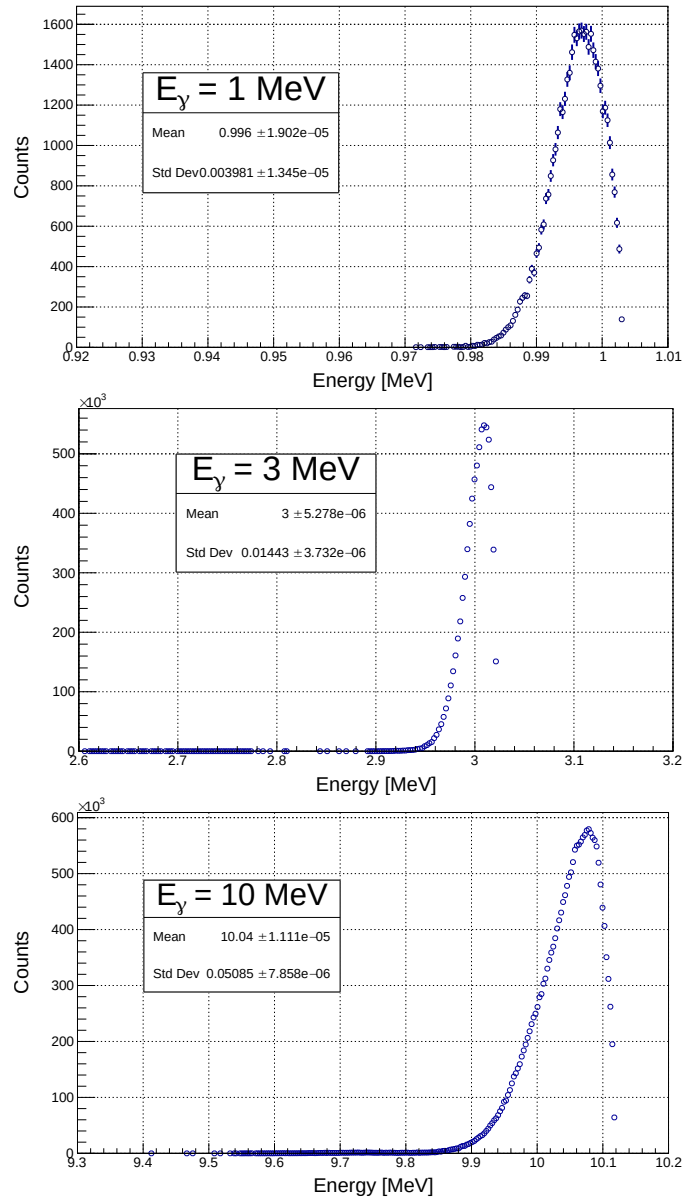 1600
1400
1200
1000
800
600
400
200
0
Counts
E_γ = 1 MeV
Mean 0.996 ±1.902e−05
Std Dev 0.003981 ±1.345e−05
0.92 0.93 0.94 0.95 0.96 0.97 0.98 0.99 1 1.01
Energy [MeV]
×10³
500
400
300
200
100
0
Counts
E_γ = 3 MeV
Mean 3 ±5.278e−06
Std Dev 0.01443 ±3.732e−06
2.6 2.7 2.8 2.9 3 3.1 3.2
Energy [MeV]
×10³
600
500
400
300
200
100
0
Counts
E_γ = 10 MeV
Mean 10.04 ±1.111e−05
Std Dev 0.05085 ±7.858e−06
9.3 9.4 9.5 9.6 9.7 9.8 9.9 10 10.1 10.2
Energy [MeV]